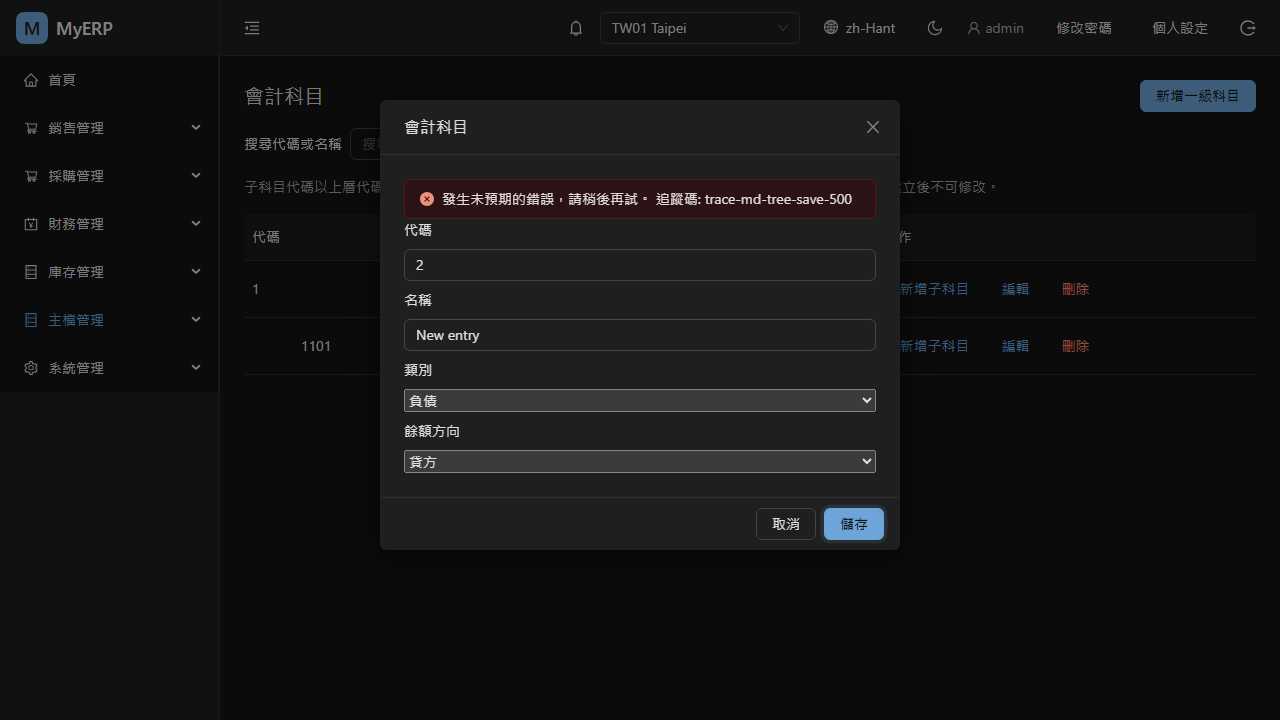 M MyERP
TW01 Taipei
zh-Hant
admin
修改密碼
個人設定
首頁
銷售管理
採購管理
財務管理
庫存管理
主檔管理
系統管理
會計科目
新增一級科目
搜尋代碼或名稱
子科目代碼以上層代碼
立後不可修改。
代碼
作
1
新增子科目
編輯
刪除
1101
新增子科目
編輯
刪除
會計科目
發生未預期的錯誤，請稍後再試。 追蹤碼: trace-md-tree-save-500
代碼
2
名稱
New entry
類別
負債
餘額方向
貸方
取消
儲存